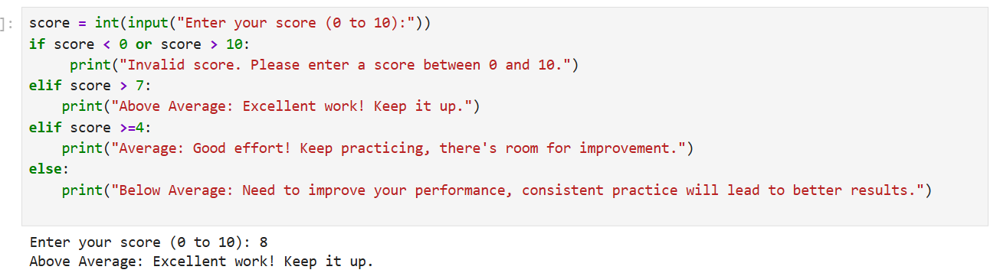 ]:
score = int(input("Enter your score (0 to 10):"))
if score < 0 or score > 10:
     print("Invalid score. Please enter a score between 0 and 10.")
elif score > 7:
    print("Above Average: Excellent work! Keep it up.")
elif score >=4:
    print("Average: Good effort! Keep practicing, there's room for improvement.")
else:
    print("Below Average: Need to improve your performance, consistent practice will lead to better results.")
Enter your score (0 to 10): 8
Above Average: Excellent work! Keep it up.